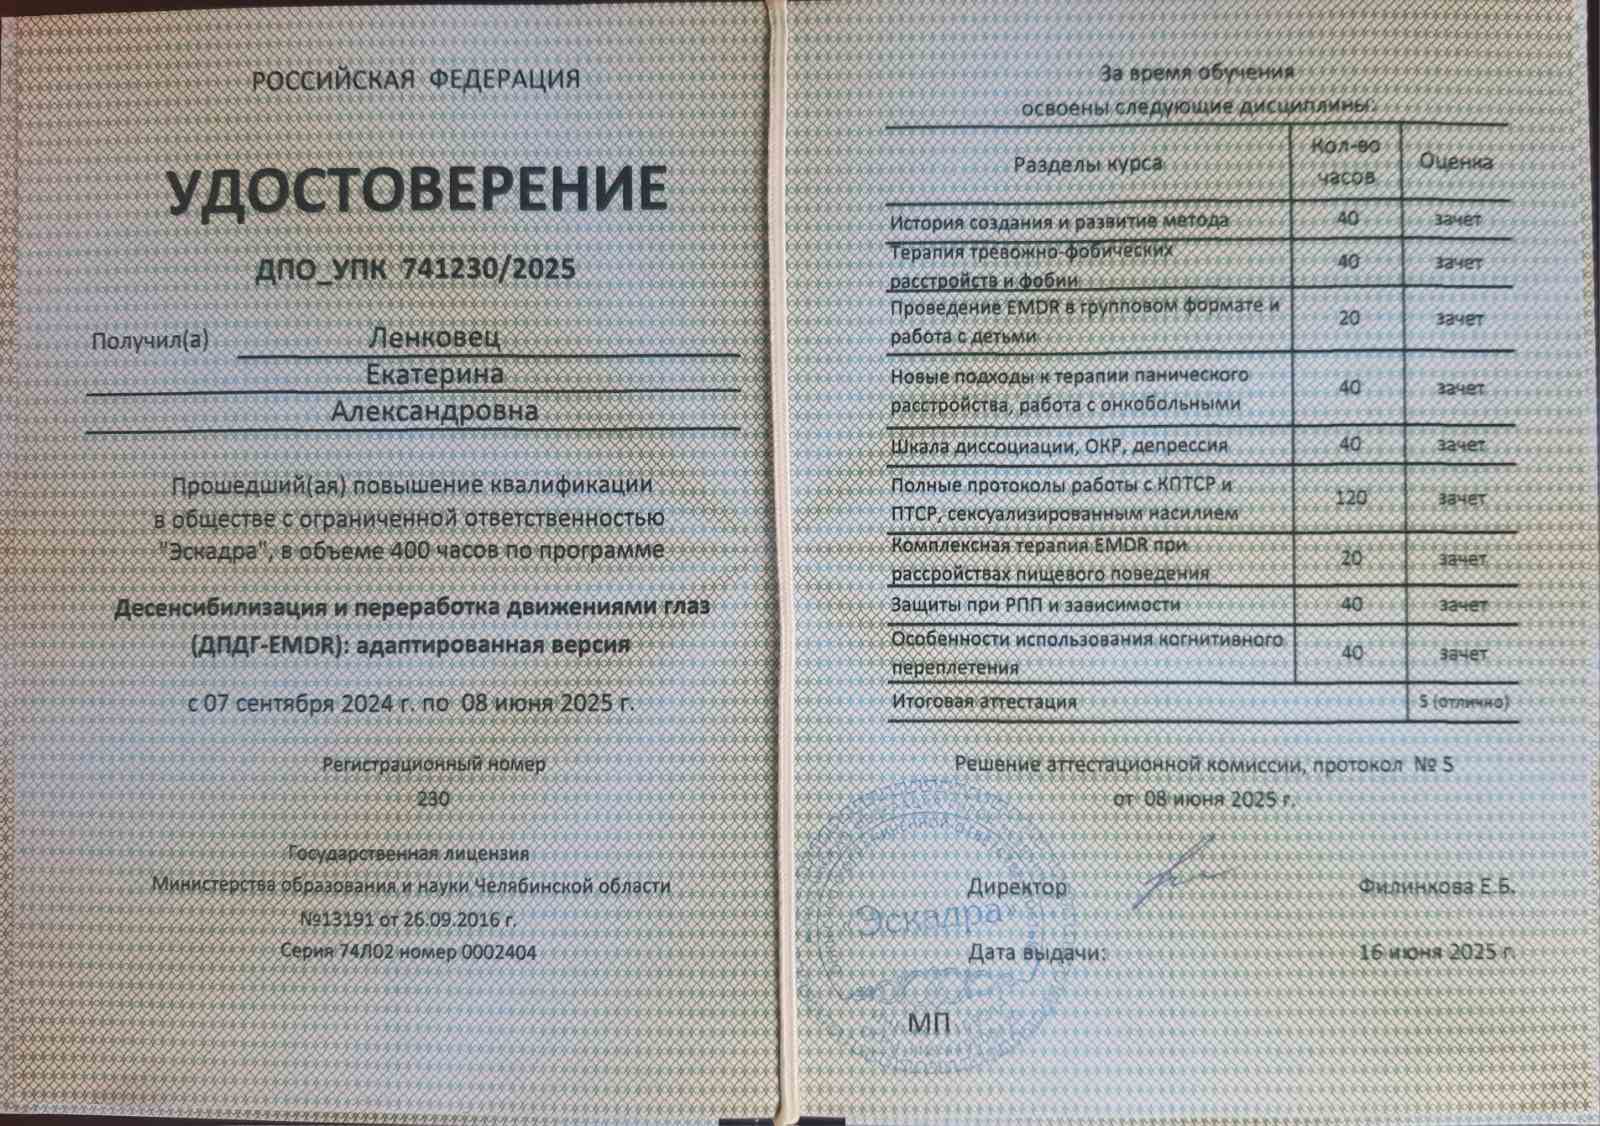 РОССИЙСКАЯ ФЕДЕРАЦИЯ
УДОСТОВЕРЕНИЕ
ДПО_УПК 741230/2025
Получил(а) Ленковец
Екатерина
Александровна
Прошедший(ая) повышение квалификации
в обществе с ограниченной ответственностью
"Эскадра", в объеме 400 часов по программе
Десенсибилизация и переработка движениями глаз
(ДПДГ-EMDR): адаптированная версия
с 07 сентября 2024 г. по 08 июня 2025 г.
Регистрационный номер
230
Государственная лицензия
Министерства образования и науки Челябинской области
№13191 от 26.09.2016 г.
Серия 74Л02 номер 0002404
За время обучения
освоены следующие дисциплины:
Разделы курса Кол-во часов Оценка
История создания и развитие метода 40 зачет
Терапия тревожно-фобических
расстройств и фобии 40 зачет
Проведение EMDR в групповом формате и
работа с детьми 20 зачет
Новые подходы к терапии панического
расстройства, работа с онкобольными 40 зачет
Шкала диссоциации, ОКР, депрессия 40 зачет
Полные протоколы работы с КПТСР и
ПТСР, сексуализированным насилием 120 зачет
Комплексная терапия EMDR при
рассройствах пищевого поведения 20 зачет
Защиты при РПП и зависимости 40 зачет
Особенности использования когнитивного
переплетения 40 зачет
Итоговая аттестация 5 (отлично)
Решение аттестационной комиссии, протокол № 5
от 08 июня 2025 г.
Директор Филинкова Е.Б.
"Эскадра"
Дата выдачи: 16 июня 2025 г.
МП